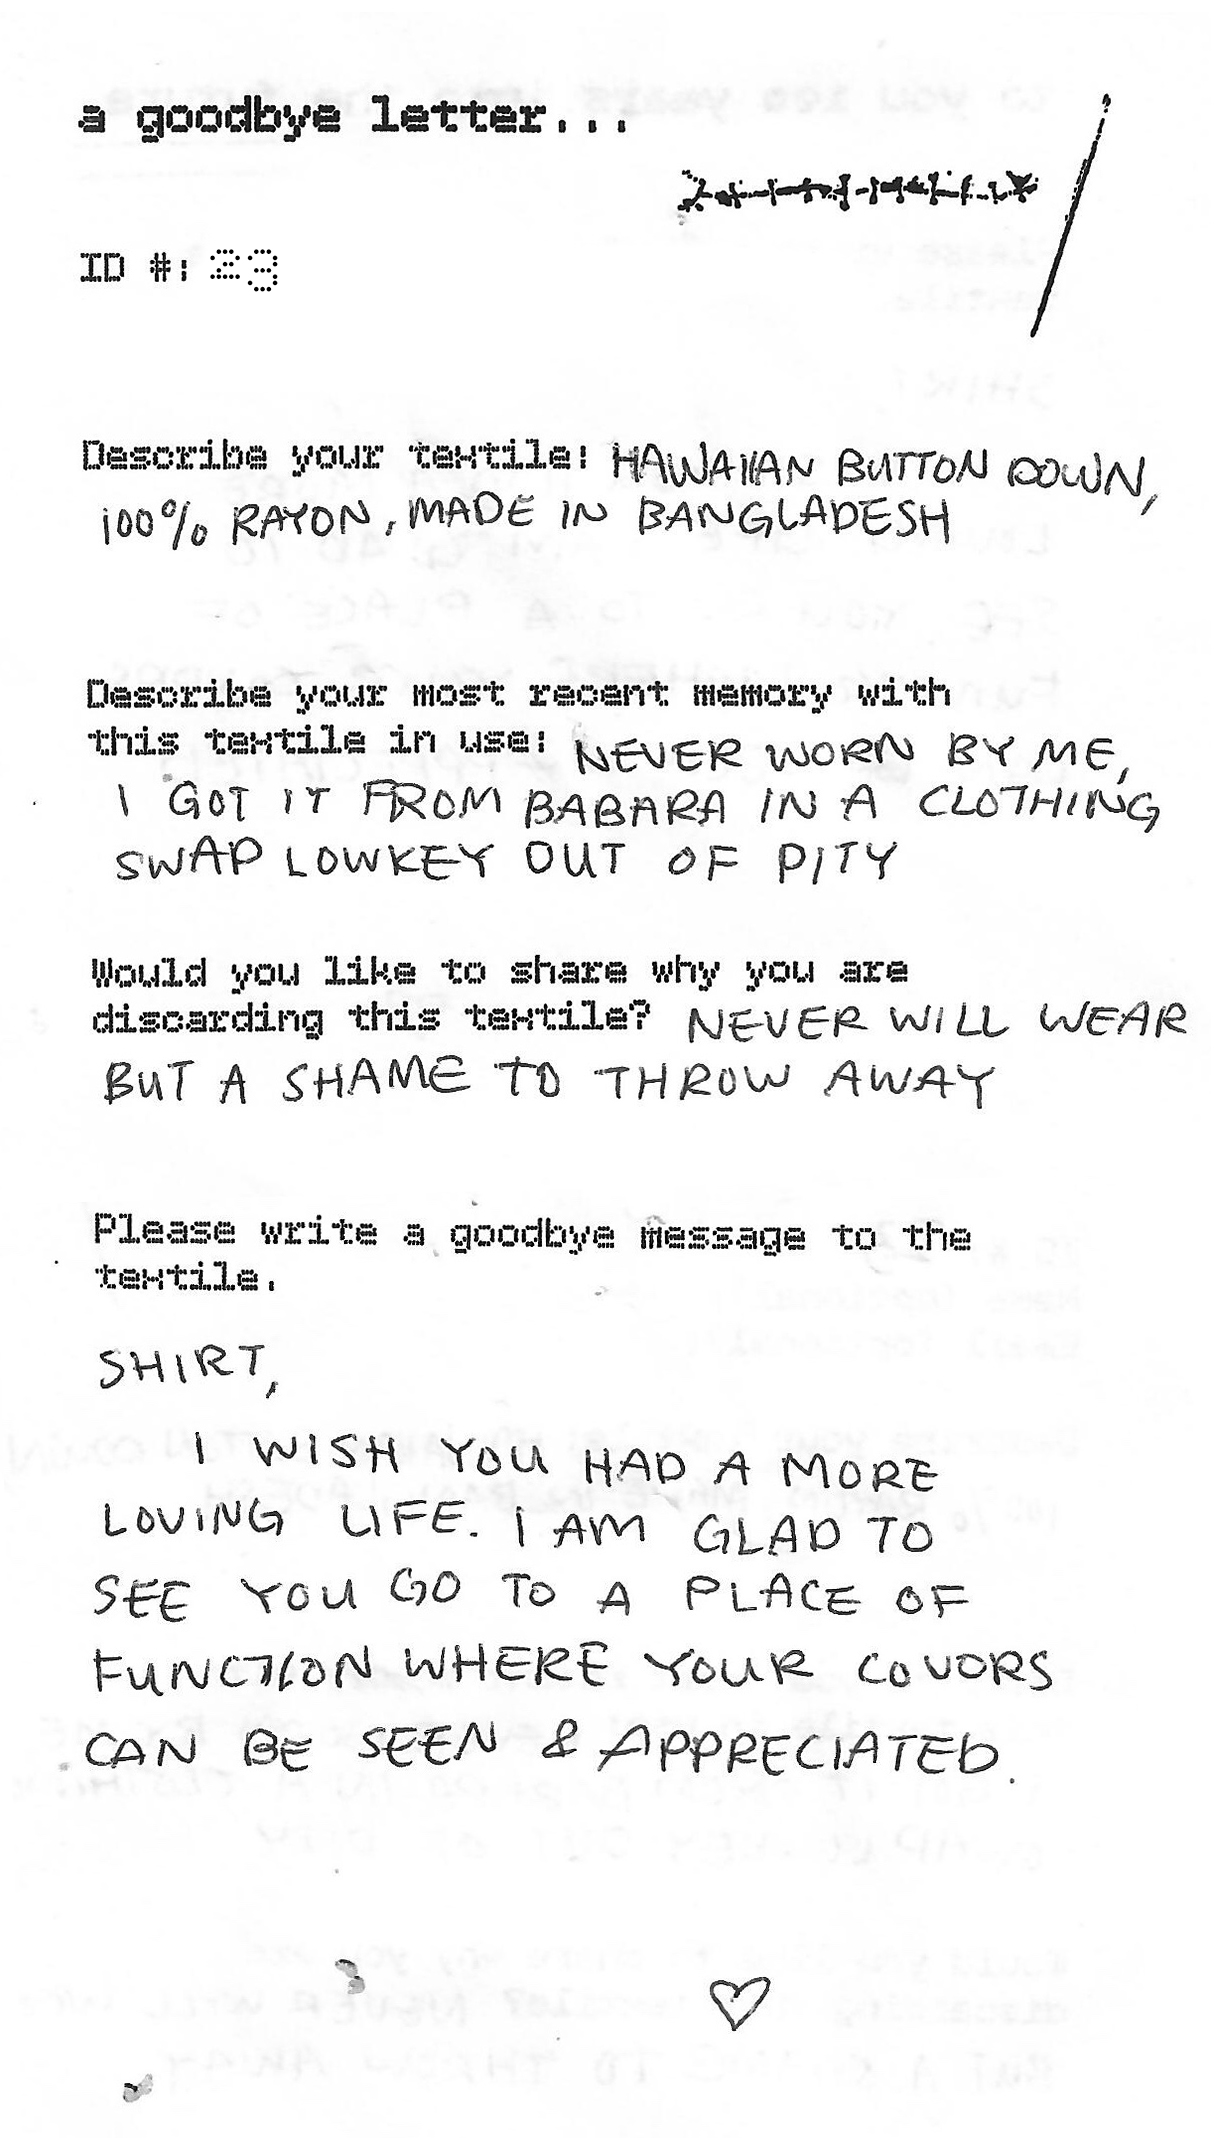 a goodbye letter...
ID #: 23
Describe your textile: HAWAIIAN BUTTON DOWN,
100% RAYON, MADE IN BANGLADESH
Describe your most recent memory with
this textile in use: NEVER WORN BY ME,
I GOT IT FROM BABARA IN A CLOTHING
SWAP LOWKEY OUT OF PITY
Would you like to share why you are
discarding this textile? NEVER WILL WEAR
BUT A SHAME TO THROW AWAY
Please write a goodbye message to the
textile.
SHIRT,
I WISH YOU HAD A MORE
LOVING LIFE. I AM GLAD TO
SEE YOU GO TO A PLACE OF
FUNCTION WHERE YOUR COLORS
CAN BE SEEN & APPRECIATED.